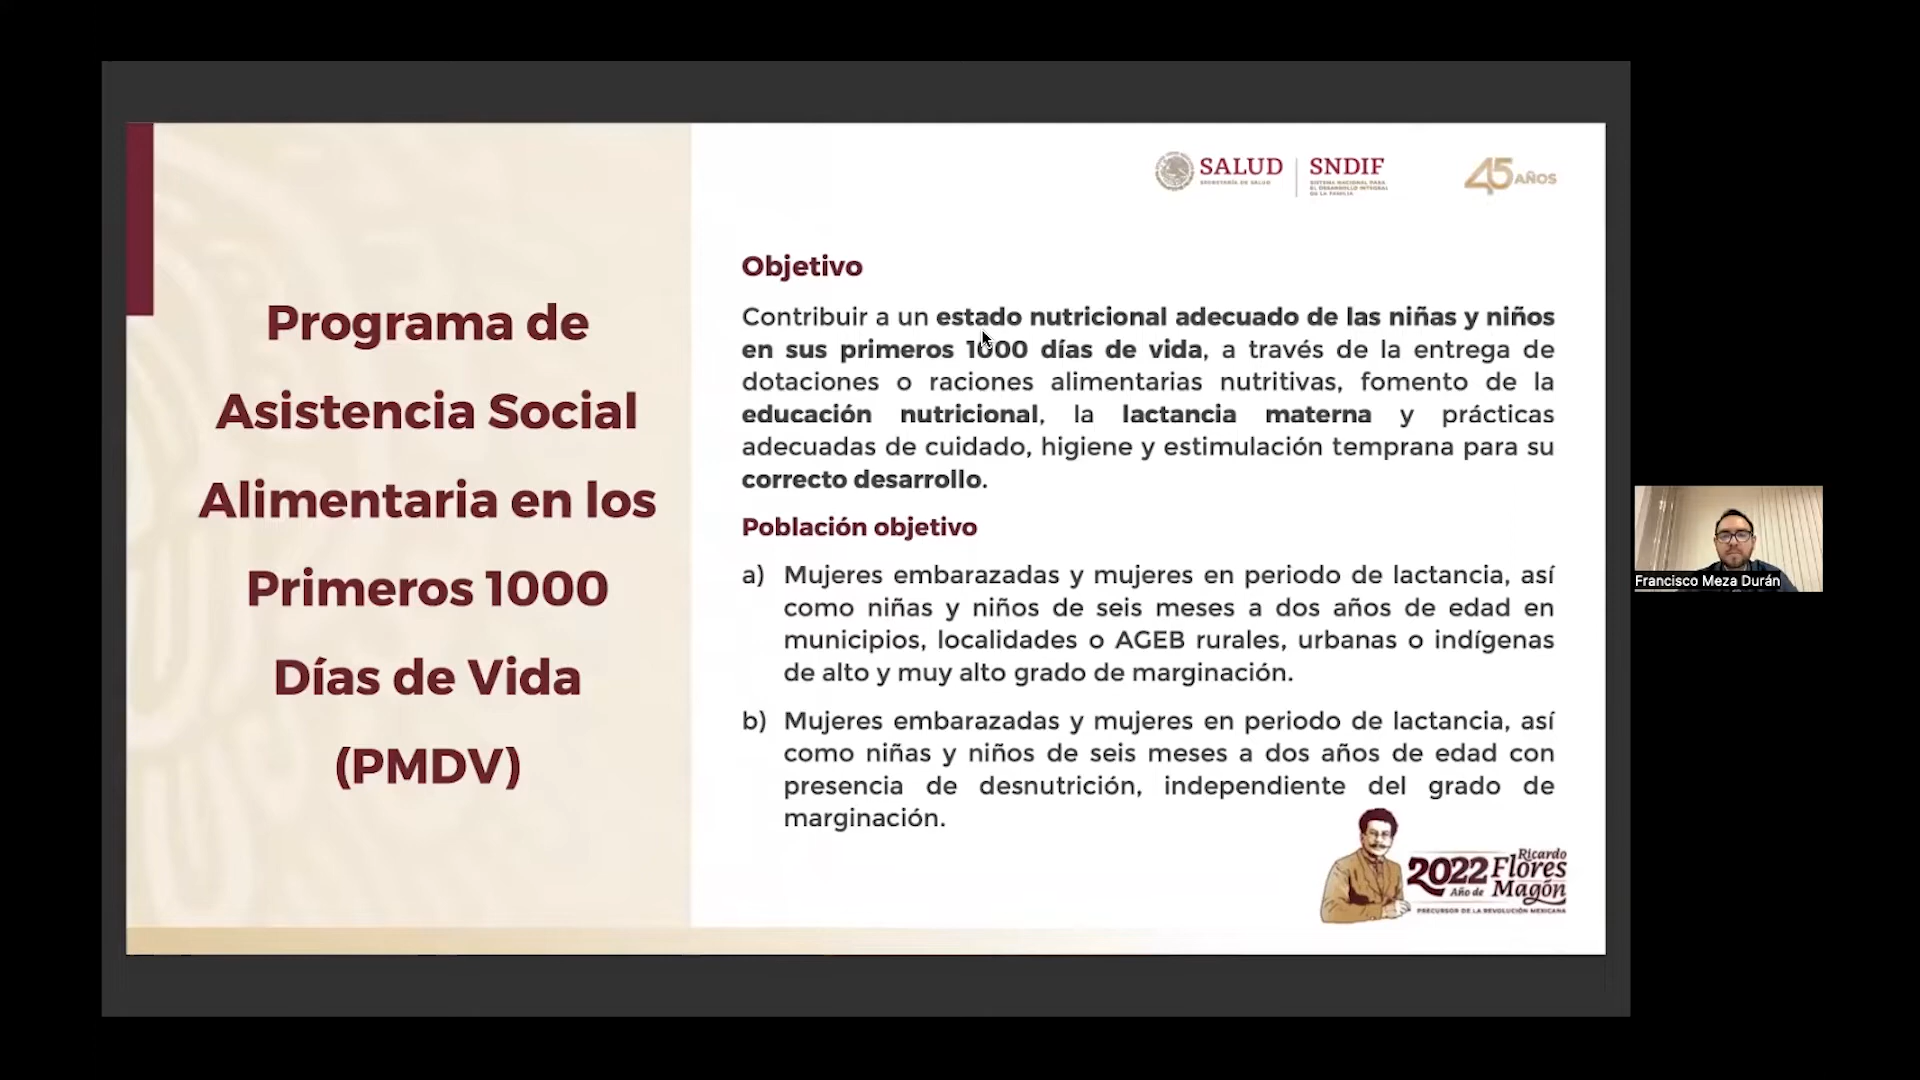 SALUD
SECRETARÍA DE SALUD
SNDIF
SISTEMA NACIONAL PARA
EL DESARROLLO INTEGRAL
DE LA FAMILIA
45 AÑOS
Programa de
Asistencia Social
Alimentaria en los
Primeros 1000
Días de Vida
(PMDV)
Objetivo
Contribuir a un estado nutricional adecuado de las niñas y niños
en sus primeros 1000 días de vida, a través de la entrega de
dotaciones o raciones alimentarias nutritivas, fomento de la
educación nutricional, la lactancia materna y prácticas
adecuadas de cuidado, higiene y estimulación temprana para su
correcto desarrollo.
Población objetivo
a) Mujeres embarazadas y mujeres en periodo de lactancia, así
como niñas y niños de seis meses a dos años de edad en
municipios, localidades o AGEB rurales, urbanas o indígenas
de alto y muy alto grado de marginación.
b) Mujeres embarazadas y mujeres en periodo de lactancia, así
como niñas y niños de seis meses a dos años de edad con
presencia de desnutrición, independiente del grado de
marginación.
2022 Ricardo
Flores
Año de Magón
PRECURSOR DE LA REVOLUCIÓN MEXICANA
Francisco Meza Durán